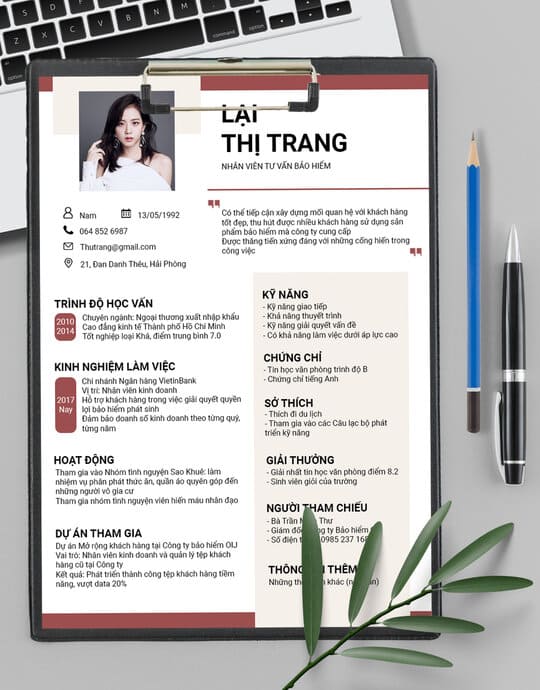 LẠI
THỊ TRANG
NHÂN VIÊN TƯ VẤN BẢO HIỂM
Nam
13/05/1992
064 852 6987
Thutrang@gmail.com
21, Đan Danh Thêu, Hải Phòng
Có thể tiếp cận xây dựng mối quan hệ với khách hàng
tốt đẹp, thu hút được nhiều khách hàng sử dụng sản
phẩm bảo hiểm mà công ty cung cấp
Được thăng tiến xứng đáng với những cống hiến trong
công việc
TRÌNH ĐỘ HỌC VẤN
2010
2014
Chuyên ngành: Ngoại thương xuất nhập khẩu
Cao đẳng kinh tế Thành phố Hồ Chí Minh
Tốt nghiệp loại Khá, điểm trung bình 7.0
KINH NGHIỆM LÀM VIỆC
2017
Nay
Chi nhánh Ngân hàng VietinBank
Vị trí: Nhân viên kinh doanh
Hỗ trợ khách hàng trong việc giải quyết quyền
lợi bảo hiểm phát sinh
Đảm bảo doanh số kinh doanh theo từng quý,
từng năm
HOẠT ĐỘNG
Tham gia vào Nhóm tình nguyện Sao Khuê: làm
nhiệm vụ phân phát thức ăn, quần áo quyên góp đến
những người vô gia cư
Tham gia nhóm tình nguyện viên hiến máu nhân đạo
DỰ ÁN THAM GIA
Dự án Mở rộng khách hàng tại Công ty bảo hiểm OIJ
Vai trò: Nhân viên kinh doanh và quản lý tệp khách
hàng cũ tại Công ty
Kết quả: Phát triển thành công tệp khách hàng tiềm
năng, vượt data 20%
KỸ NĂNG
- Kỹ năng giao tiếp
- Khả năng thuyết trình
- Kỹ năng giải quyết vấn đề
- Có khả năng làm việc dưới áp lực cao
CHỨNG CHỈ
- Tin học văn phòng trình độ B
- Chứng chỉ tiếng Anh
SỞ THÍCH
- Thích đi du lịch
- Tham gia vào các Câu lạc bộ phát
triển kỹ năng
GIẢI THƯỞNG
- Giải nhất tin học văn phòng điểm 8.2
- Sinh viên giỏi của trường
NGƯỜI THAM CHIẾU
- Bà Trần Thư
- Giám đốc Công ty Bảo hiểm
- Số điện 0985 237
THÔNG TIN THÊM
Những khác
command
option